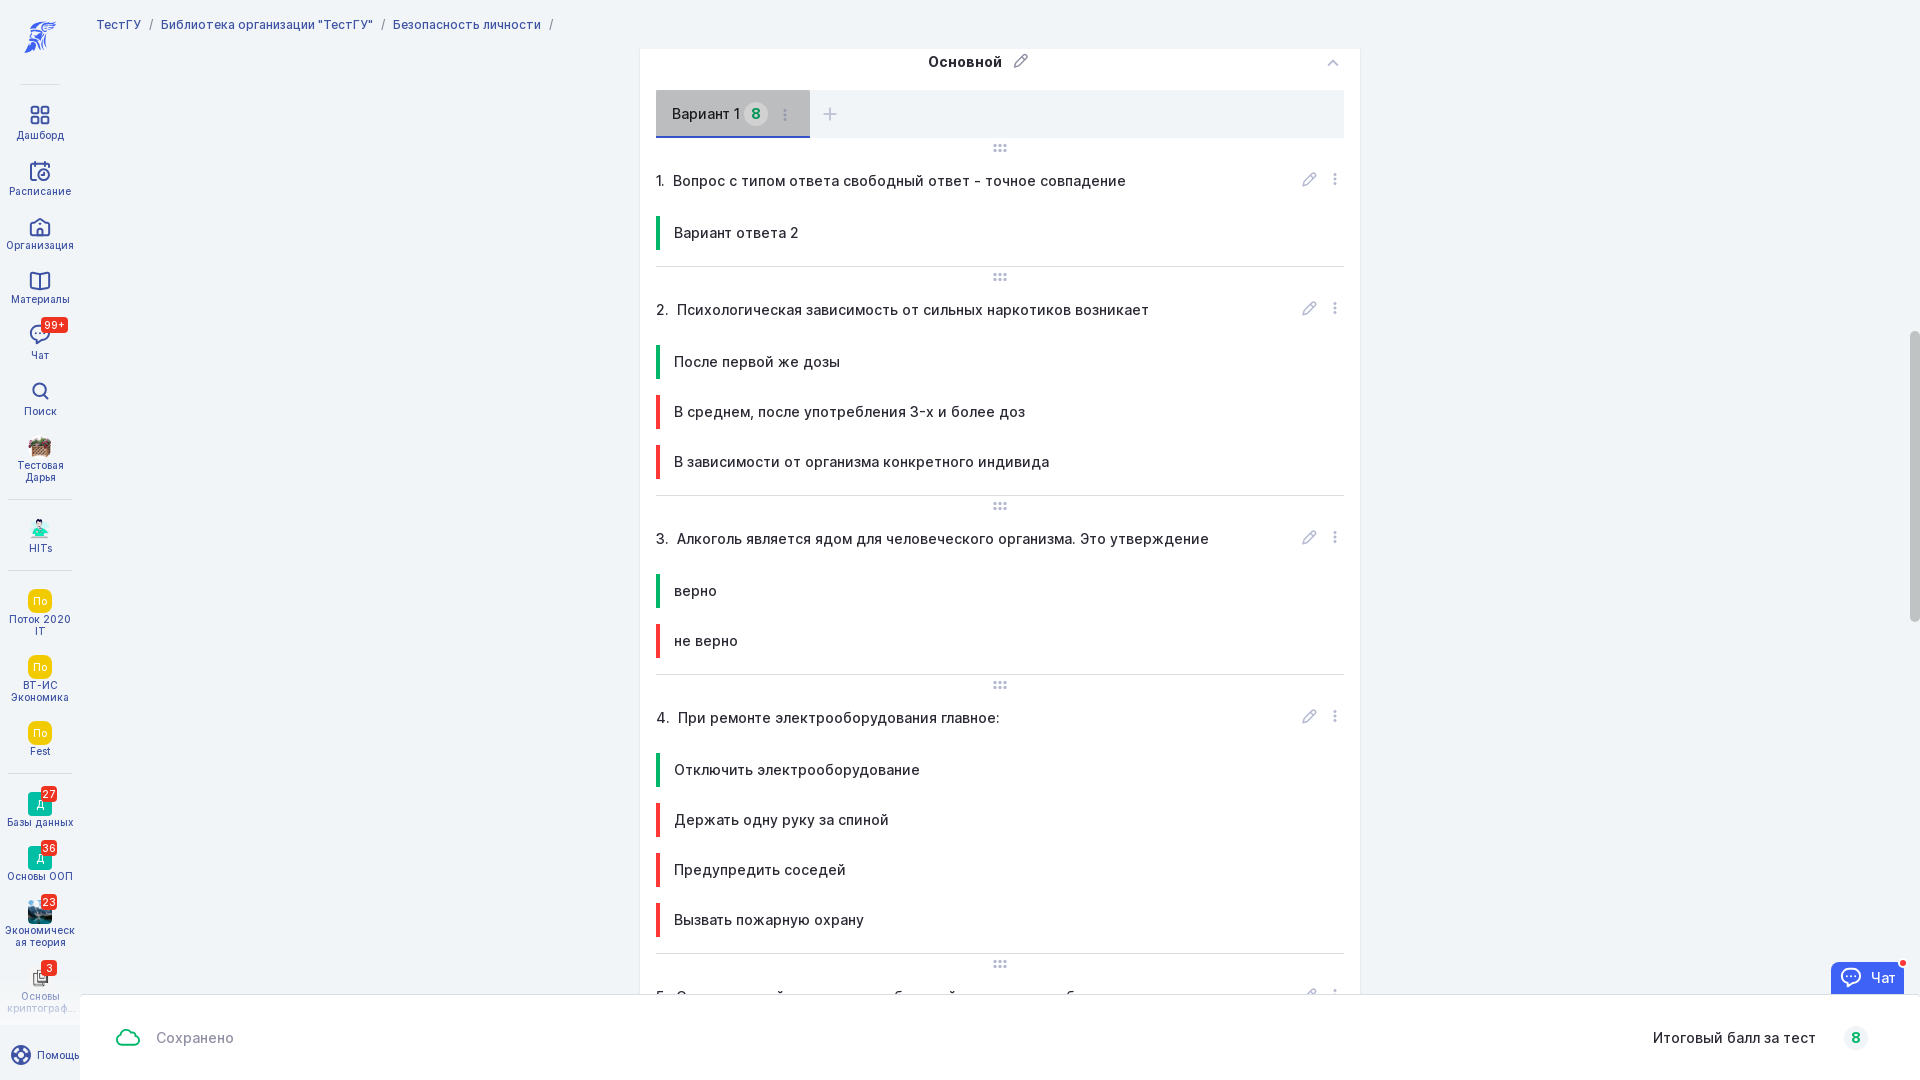 ТестГУ / Библиотека организации "ТестГУ" / Безопасность личности /
Дашборд
Расписание
Организация
Материалы
99+
Чат
Поиск
Тестовая
Дарья
HITs
По
Поток 2020
IT
По
ВТ-ИС
Экономика
По
Fest
27
Д
Базы данных
36
Д
Основы ООП
23
Экономическ
ая теория
3
Основы
криптограф...
Помощь
Основной
Вариант 1 8
1. Вопрос с типом ответа свободный ответ - точное совпадение
Вариант ответа 2
2. Психологическая зависимость от сильных наркотиков возникает
После первой же дозы
В среднем, после употребления 3-х и более доз
В зависимости от организма конкретного индивида
3. Алкоголь является ядом для человеческого организма. Это утверждение
верно
не верно
4. При ремонте электрооборудования главное:
Отключить электрооборудование
Держать одну руку за спиной
Предупредить соседей
Вызвать пожарную охрану
Чат
Сохранено
Итоговый балл за тест 8